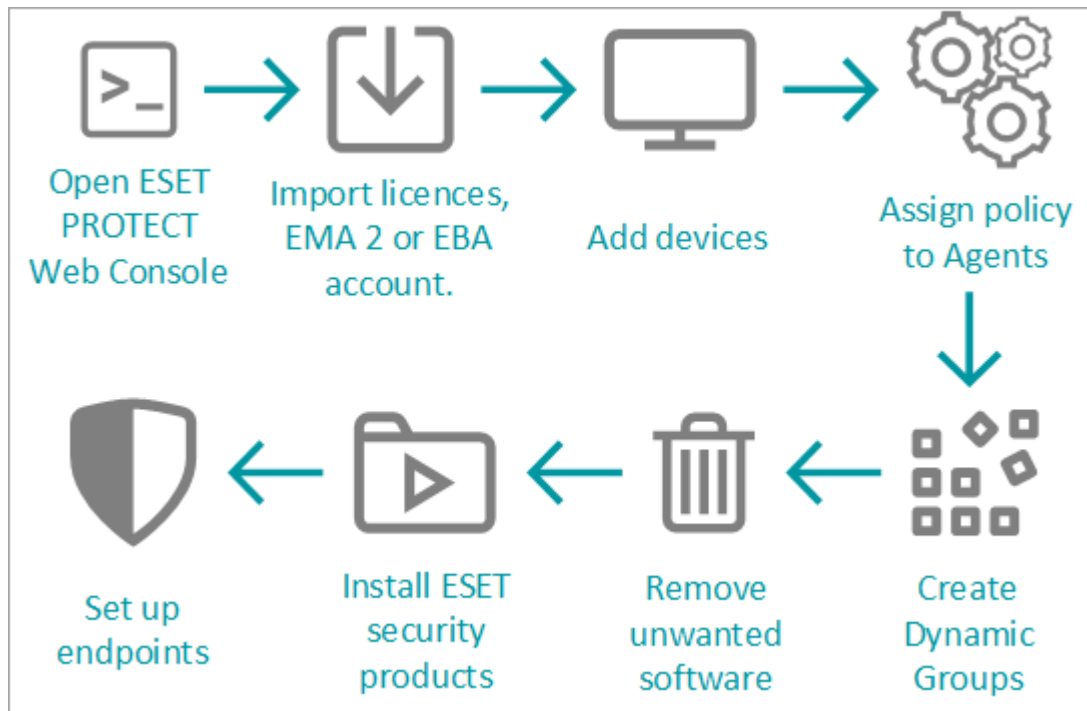 Open ESET
PROTECT
Web Console
Import licences,
EMA 2 or EBA
account.
Add devices
Assign policy
to Agents
Create
Dynamic
Groups
Remove
unwanted
software
Install ESET
security
products
Set up
endpoints